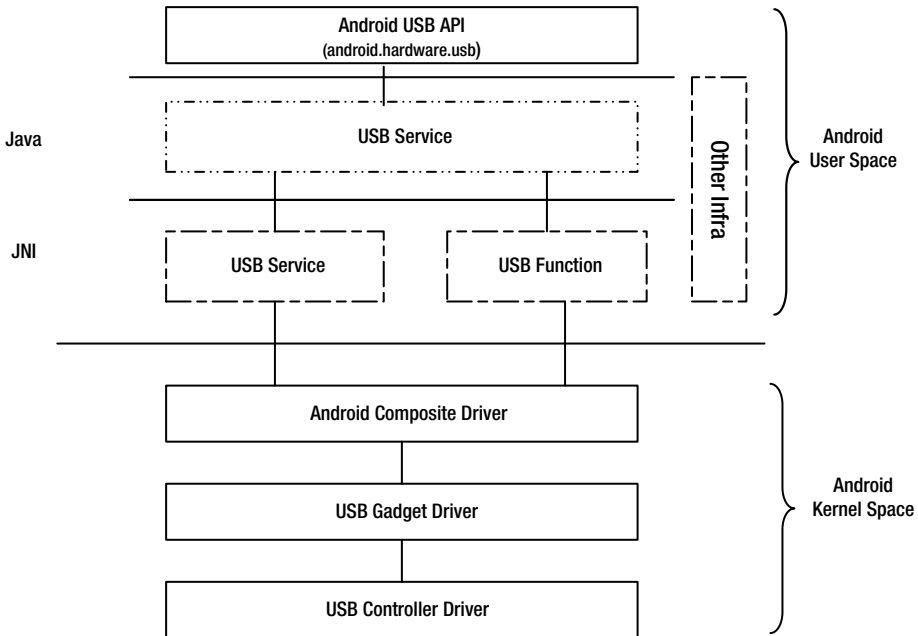 Android USB API
(android.hardware.usb)
Java
USB Service
Other Infra
Android
User Space
JNI
USB Service
USB Function
Android Composite Driver
USB Gadget Driver
Android
Kernel Space
USB Controller Driver